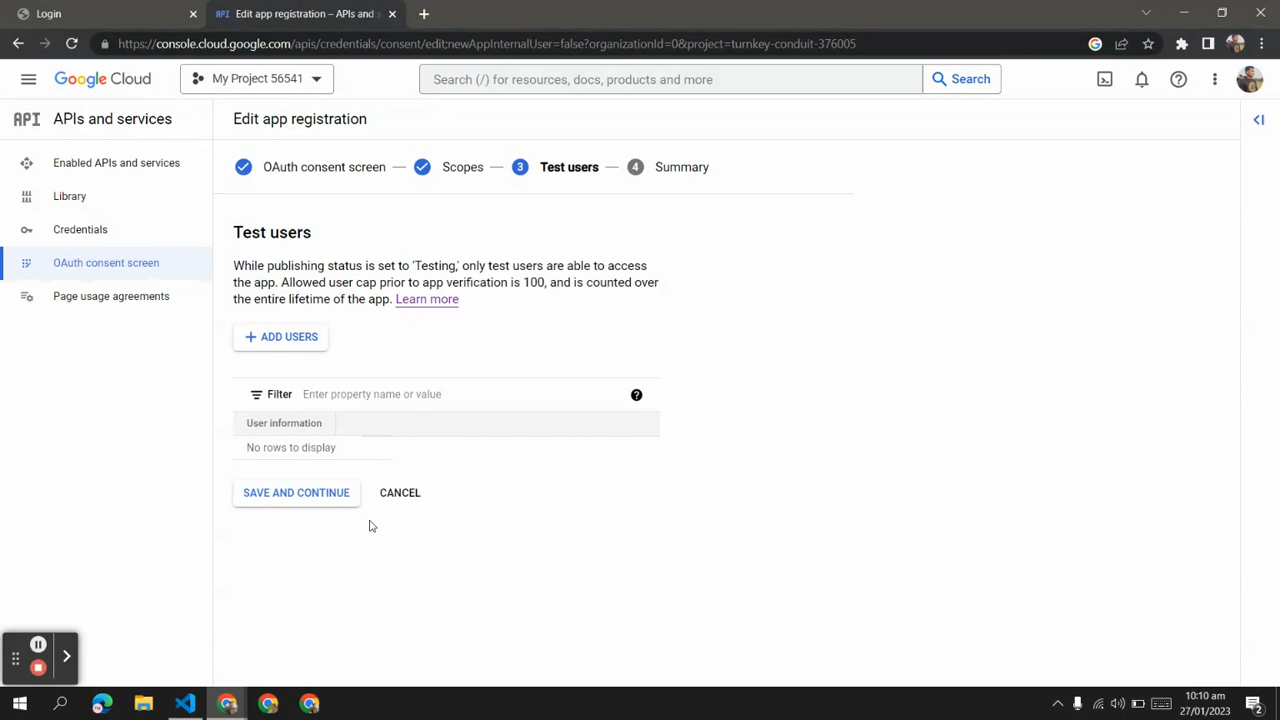 Login
API Edit app registration – APIs and s
https://console.cloud.google.com/apis/credentials/consent/edit;newAppInternalUser=false?organizationId=0&project=turnkey-conduit-376005
Google Cloud
My Project 56541
Search (/) for resources, docs, products and more
Search
API APIs and services
Edit app registration
Enabled APIs and services
Library
Credentials
OAuth consent screen
Page usage agreements
OAuth consent screen — Scopes — 3 Test users — 4 Summary
Test users
While publishing status is set to 'Testing,' only test users are able to access
the app. Allowed user cap prior to app verification is 100, and is counted over
the entire lifetime of the app. Learn more
+ ADD USERS
Filter Enter property name or value
User information
No rows to display
SAVE AND CONTINUE CANCEL
10:10 am
27/01/2023
2